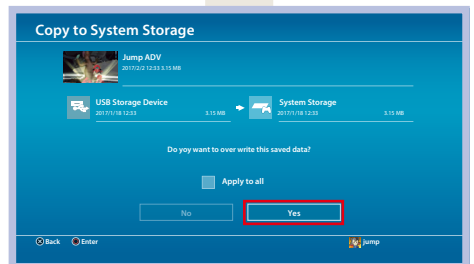 Copy to System Storage
Jump ADV
2017/2/2 12:33 3.15 MB
USB Storage Device
2017/1/18 12:33 3.15 MB
System Storage
2017/1/18 12:33 3.15 MB
Do yoy want to over write this saved data?
Apply to all
No Yes
Back Enter jump